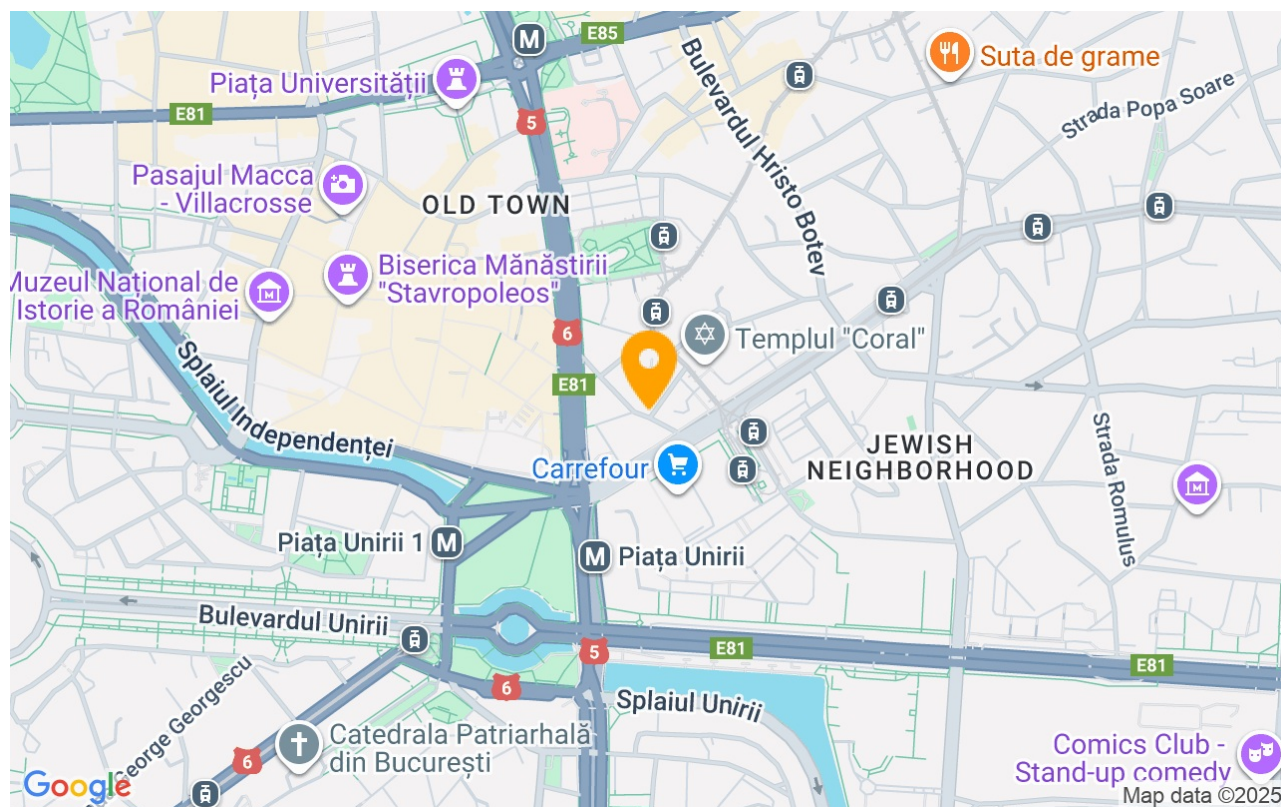 M
E85
Suta de grame
Piața Universității
E81
Bulevardul Hristo Botev
Strada Popa Soare
5
Pasajul Macca
- Villacrosse
OLD TOWN
Biserica Mănăstirii
"Stavropoleos"
Muzeul Național de
Istorie a României
6
Templul "Coral"
E81
Splaiul Independenței
JEWISH
NEIGHBORHOOD
Strada Romulus
Carrefour
M
Piața Unirii 1
M
M
Piața Unirii
Bulevardul Unirii
5
E81
E81
6
Splaiul Unirii
George Georgescu
Catedrala Patriarhală
din București
6
Comics Club -
Stand-up comedy
Google
Map data ©2025